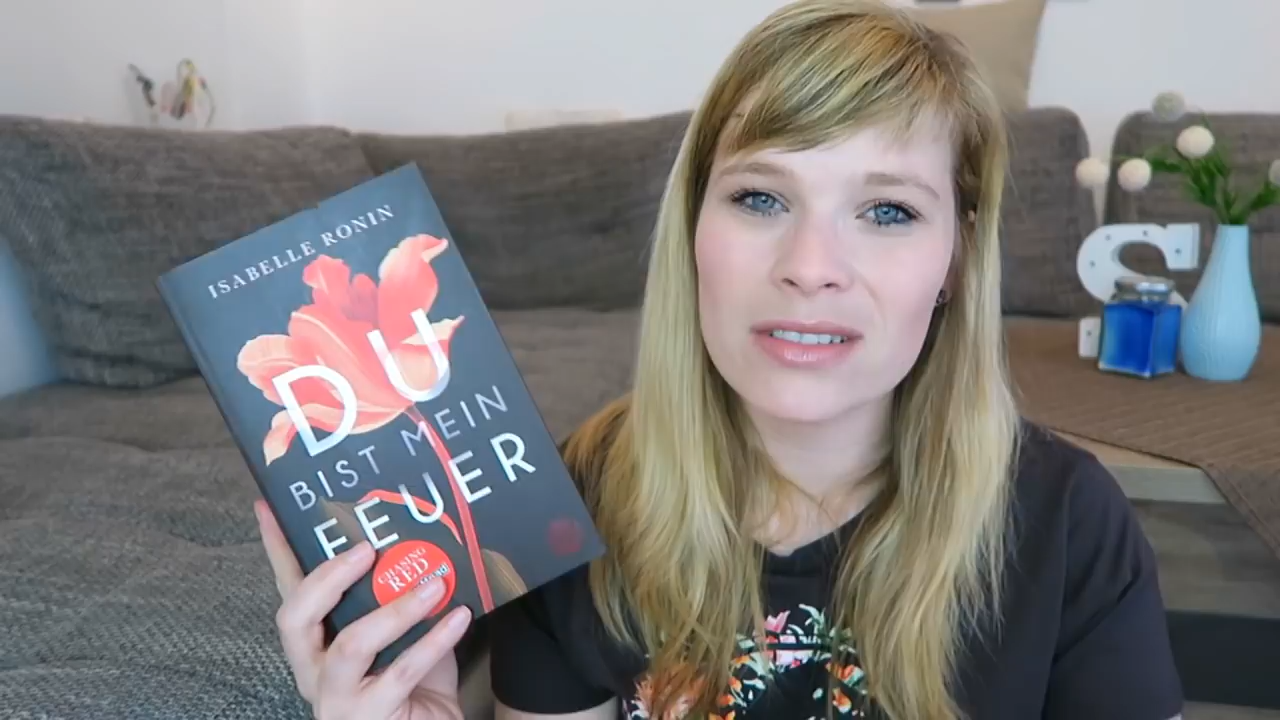 ISABELLE RONIN
DU
BIST MEIN
FEUER
CHASING
RED
S